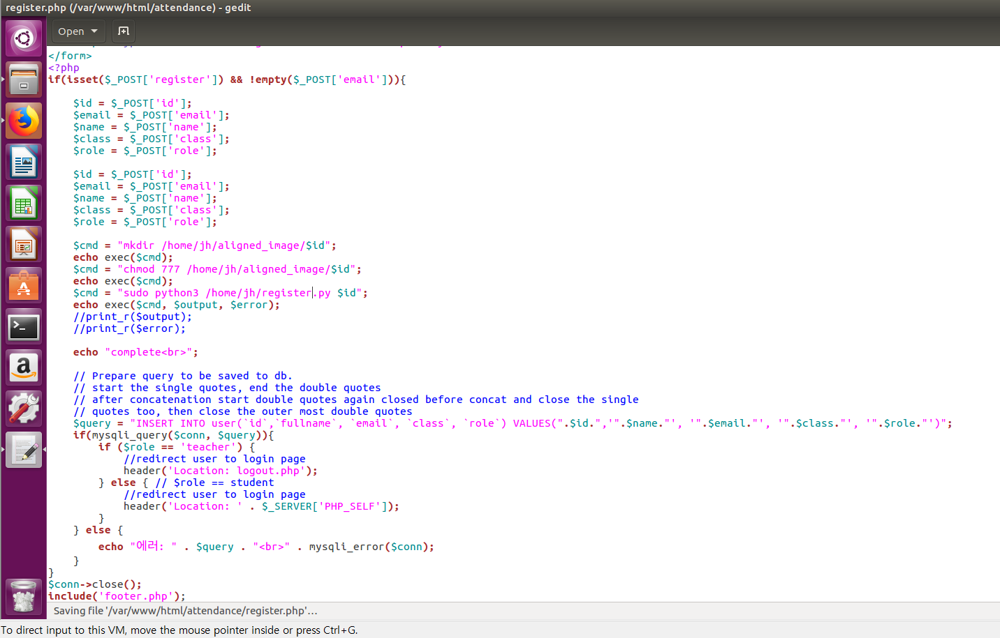 register.php (/var/www/html/attendance) - gedit
Open
</form>
<?php
if(isset($_POST['register']) && !empty($_POST['email'])){
    $id = $_POST['id'];
    $email = $_POST['email'];
    $name = $_POST['name'];
    $class = $_POST['class'];
    $role = $_POST['role'];
    $id = $_POST['id'];
    $email = $_POST['email'];
    $name = $_POST['name'];
    $class = $_POST['class'];
    $role = $_POST['role'];
    $cmd = "mkdir /home/jh/aligned_image/$id";
    echo exec($cmd);
    $cmd = "chmod 777 /home/jh/aligned_image/$id";
    echo exec($cmd);
    $cmd = "sudo python3 /home/jh/register.py $id";
    echo exec($cmd, $output, $error);
    //print_r($output);
    //print_r($error);
    echo "complete<br>";
    // Prepare query to be saved to db.
    // start the single quotes, end the double quotes
    // after concatenation start double quotes again closed before concat and close the single
    // quotes too, then close the outer most double quotes
    $query = "INSERT INTO user(`id`,`fullname`, `email`, `class`, `role`) VALUES(".$id.",'".$name."', '".$email."', '".$class."', '".$role."')";
    if(mysqli_query($conn, $query)){
        if ($role == 'teacher') {
            //redirect user to login page
            header('Location: logout.php');
        } else { // $role == student
            //redirect user to login page
            header('Location: ' . $_SERVER['PHP_SELF']);
        }
    } else {
        echo "에러: " . $query . "<br>" . mysqli_error($conn);
    }
}
$conn->close();
include('footer.php');
Saving file '/var/www/html/attendance/register.php'...
To direct input to this VM, move the mouse pointer inside or press Ctrl+G.